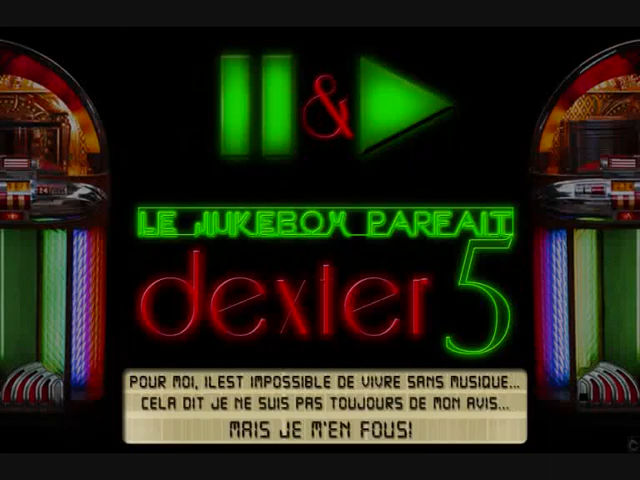 &
LE JUKEBOX PARFAIT
dexter 5
POUR MOI, ILEST IMPOSSIBLE DE VIVRE SANS MUSIQUE...
CELA DIT JE NE SUIS PAS TOUJOURS DE MON AVIS...
MAIS JE M'EN FOUS!